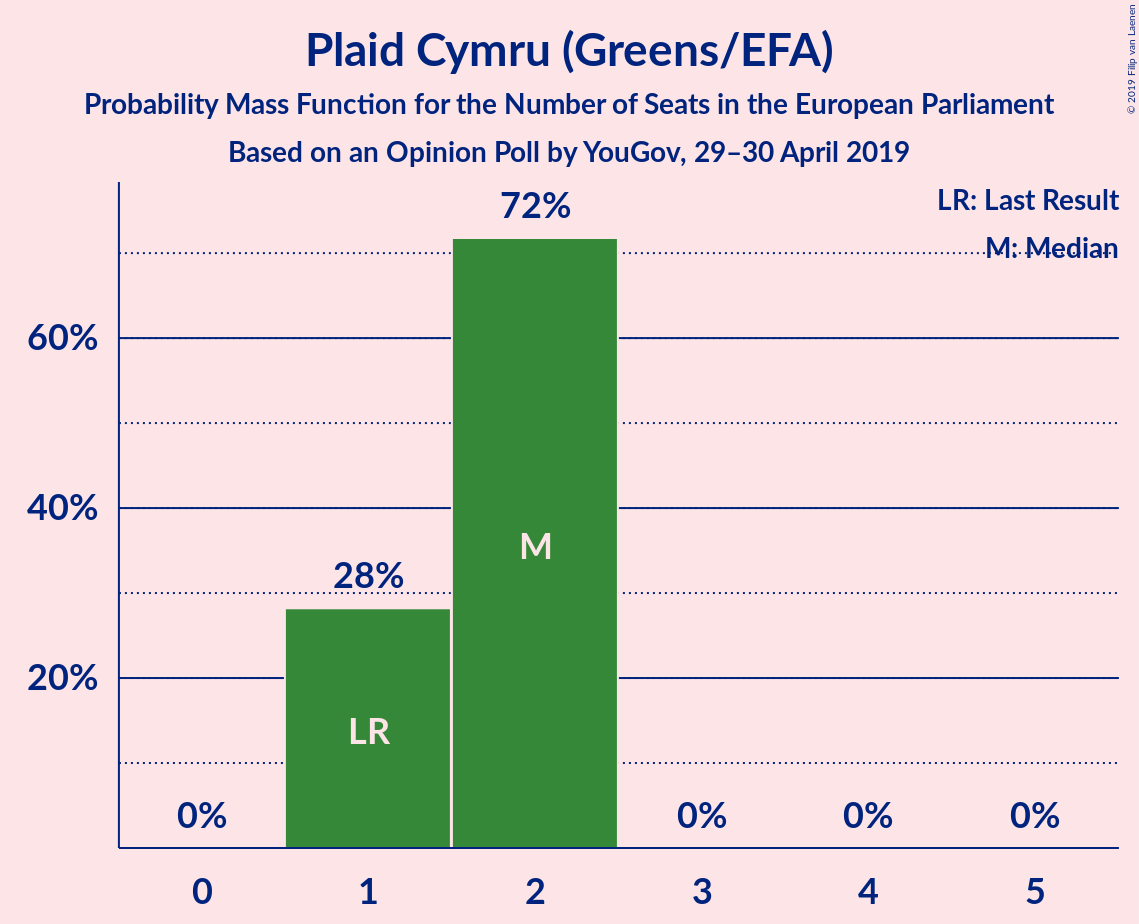 Plaid Cymru (Greens/EFA)
Probability Mass Function for the Number of Seats in the European Parliament
Based on an Opinion Poll by YouGov, 29–30 April 2019
© 2019 Filip van Laenen
LR: Last Result
M: Median
72%
60%
40%
28%
20%
M
LR
0%
0%
0%
0%
0
1
2
3
4
5